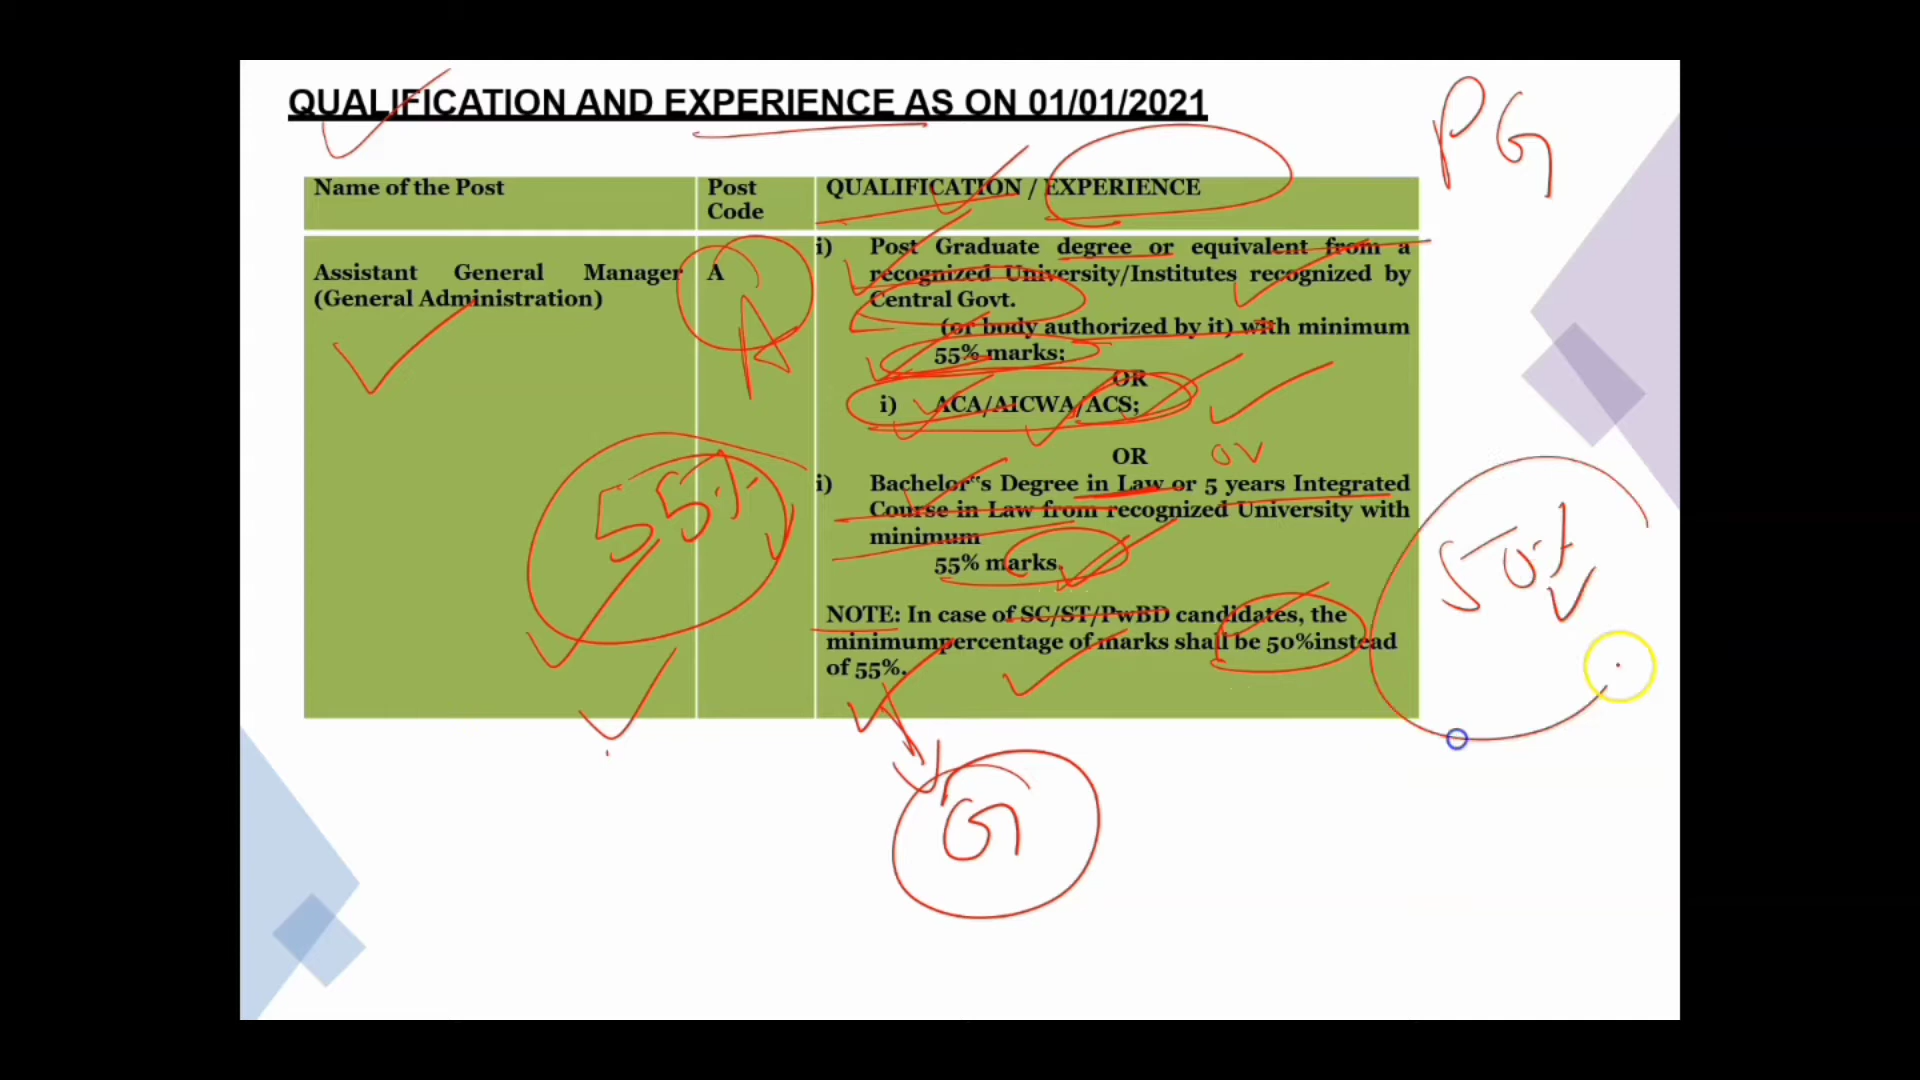 QUALIFICATION AND EXPERIENCE AS ON 01/01/2021
PG
Name of the Post
Post
Code
QUALIFICATION / EXPERIENCE
Assistant General Manager
(General Administration)
A
A
i) Post Graduate degree or equivalent from a
recognized University/Institutes recognized by
Central Govt.
(or body authorized by it) with minimum
55% marks;
OR
i) ACA/AICWA/ACS;
OR
or
i) Bachelor‟s Degree in Law or 5 years Integrated
Course in Law from recognized University with
minimum
55% marks.
NOTE: In case of SC/ST/PwBD candidates, the
minimumpercentage of marks shall be 50%instead
of 55%.
55%
50%
G